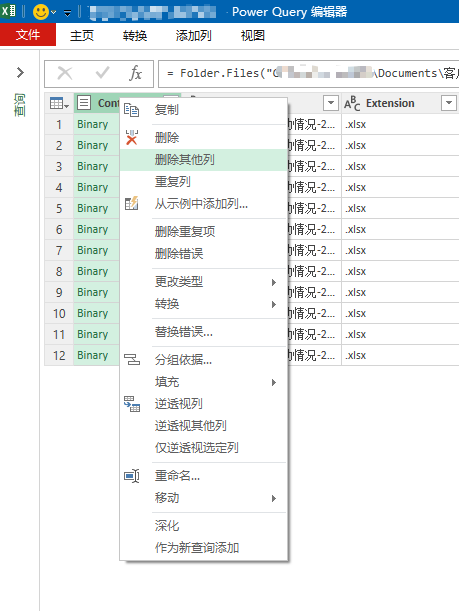 Power Query 编辑器
文件 主页 转换 添加列 视图
fx = Folder.Files(" \Documents\客户
查询
Cont Extension
1 Binary 动情况-2... .xlsx
2 Binary 动情况-2... .xlsx
3 Binary 动情况-2... .xlsx
4 Binary 动情况-2... .xlsx
5 Binary 动情况-2... .xlsx
6 Binary 动情况-2... .xlsx
7 Binary 动情况-2... .xlsx
8 Binary 动情况-2... .xlsx
9 Binary 动情况-2... .xlsx
10 Binary 动情况-2... .xlsx
11 Binary 动情况-2... .xlsx
12 Binary 动情况-2... .xlsx
复制
删除
删除其他列
重复列
从示例中添加列...
删除重复项
删除错误
更改类型
转换
替换错误...
分组依据...
填充
逆透视列
逆透视其他列
仅逆透视选定列
重命名...
移动
深化
作为新查询添加